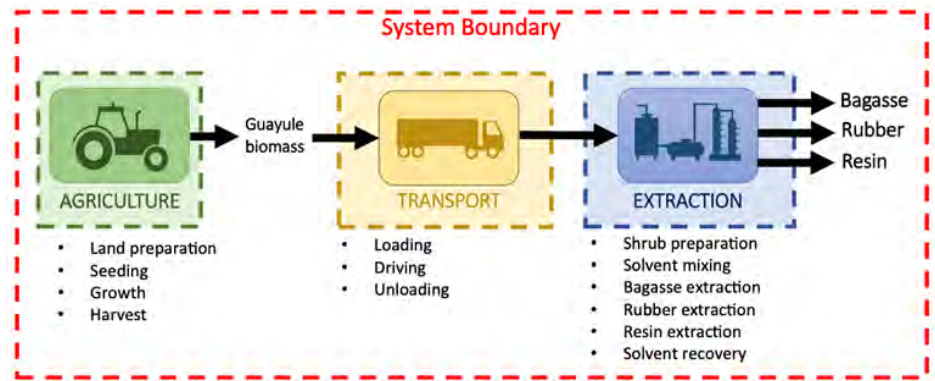 System Boundary
AGRICULTURE
Guayule
biomass
TRANSPORT
EXTRACTION
Bagasse
Rubber
Resin
• Land preparation
• Seeding
• Growth
• Harvest
• Loading
• Driving
• Unloading
• Shrub preparation
• Solvent mixing
• Bagasse extraction
• Rubber extraction
• Resin extraction
• Solvent recovery